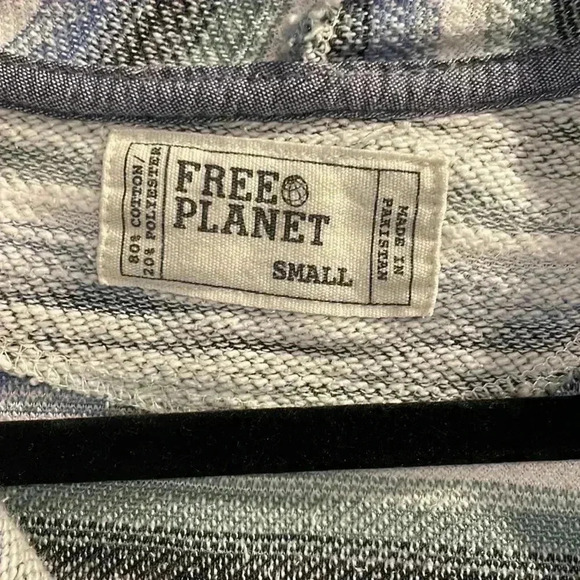 80% COTTON/
20% POLYESTER
FREE
PLANET
SMALL
MADE IN
PAKISTAN